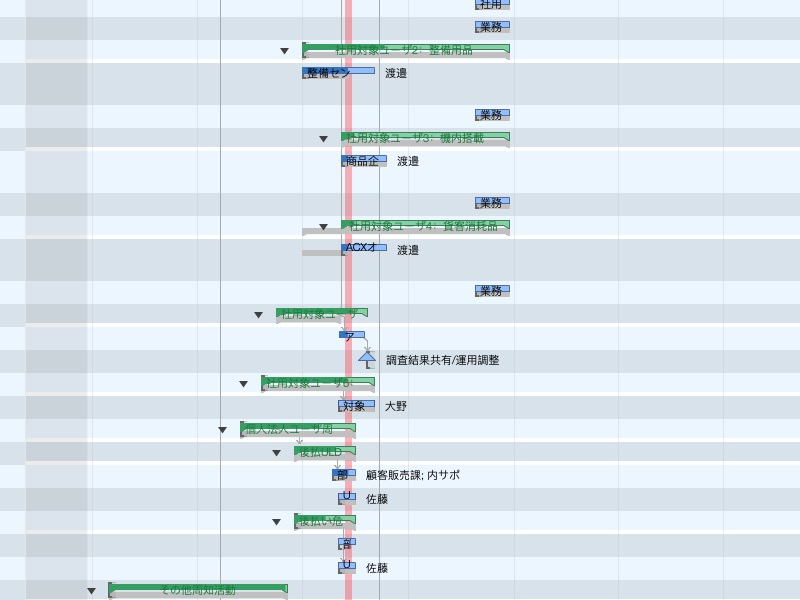 社用
業務
社用対象ユーザ2: 整備用品
整備セン 渡邉
業務
社用対象ユーザ3: 機内搭載
商品企 渡邉
業務
社用対象ユーザ4: 貨客消耗品
ACXオ 渡邉
業務
社用対象ユーザ
ア
調査結果共有/運用調整
社用対象ユーザ6:
対象 大野
個人法人ユーザ周
後払ULD
部 顧客販売課; 内サポ
U 佐藤
後払い危
部
U 佐藤
その他周知活動